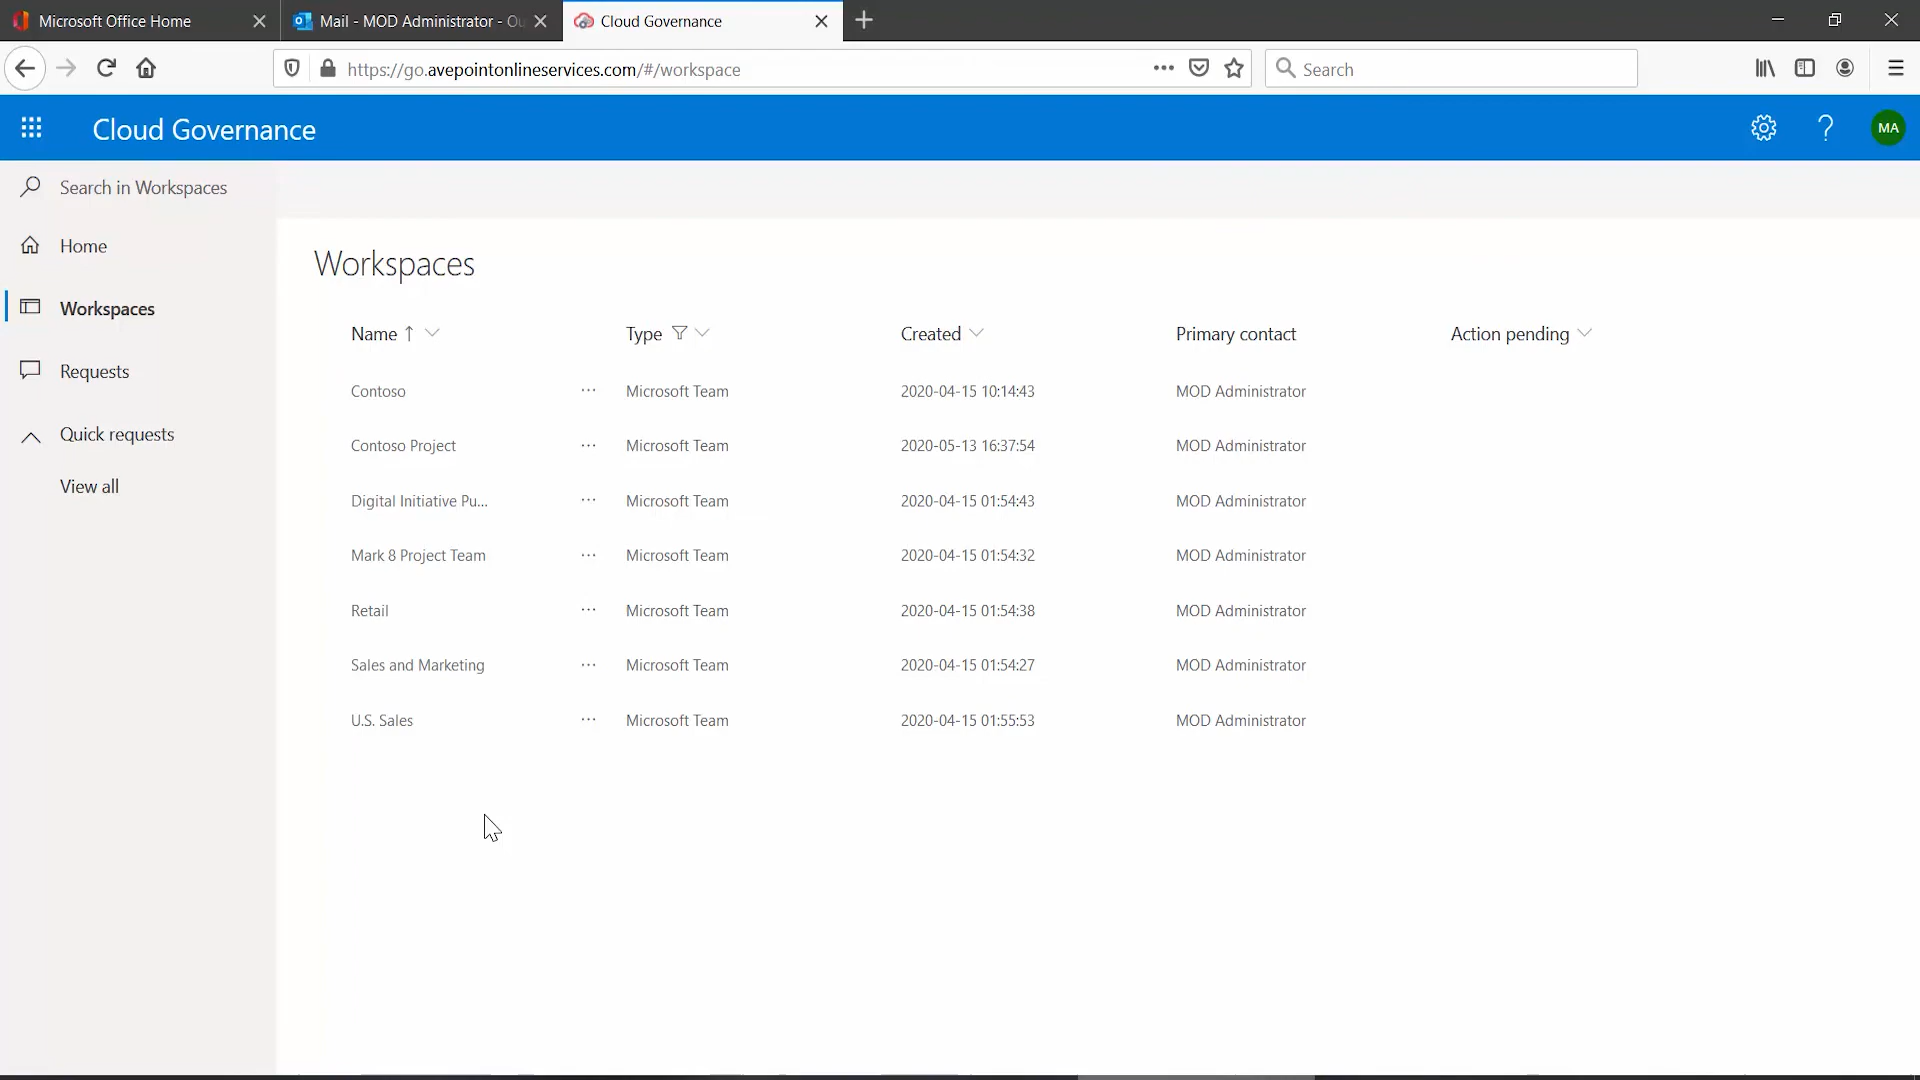 Microsoft Office Home
Mail - MOD Administrator - Ou
Cloud Governance
https://go.avepointonlineservices.com/#/workspace
Search
Cloud Governance
MA
Search in Workspaces
Home
Workspaces
Requests
Quick requests
View all
Workspaces
Name Type Created Primary contact Action pending
Contoso ... Microsoft Team 2020-04-15 10:14:43 MOD Administrator
Contoso Project ... Microsoft Team 2020-05-13 16:37:54 MOD Administrator
Digital Initiative Pu... ... Microsoft Team 2020-04-15 01:54:43 MOD Administrator
Mark 8 Project Team ... Microsoft Team 2020-04-15 01:54:32 MOD Administrator
Retail ... Microsoft Team 2020-04-15 01:54:38 MOD Administrator
Sales and Marketing ... Microsoft Team 2020-04-15 01:54:27 MOD Administrator
U.S. Sales ... Microsoft Team 2020-04-15 01:55:53 MOD Administrator